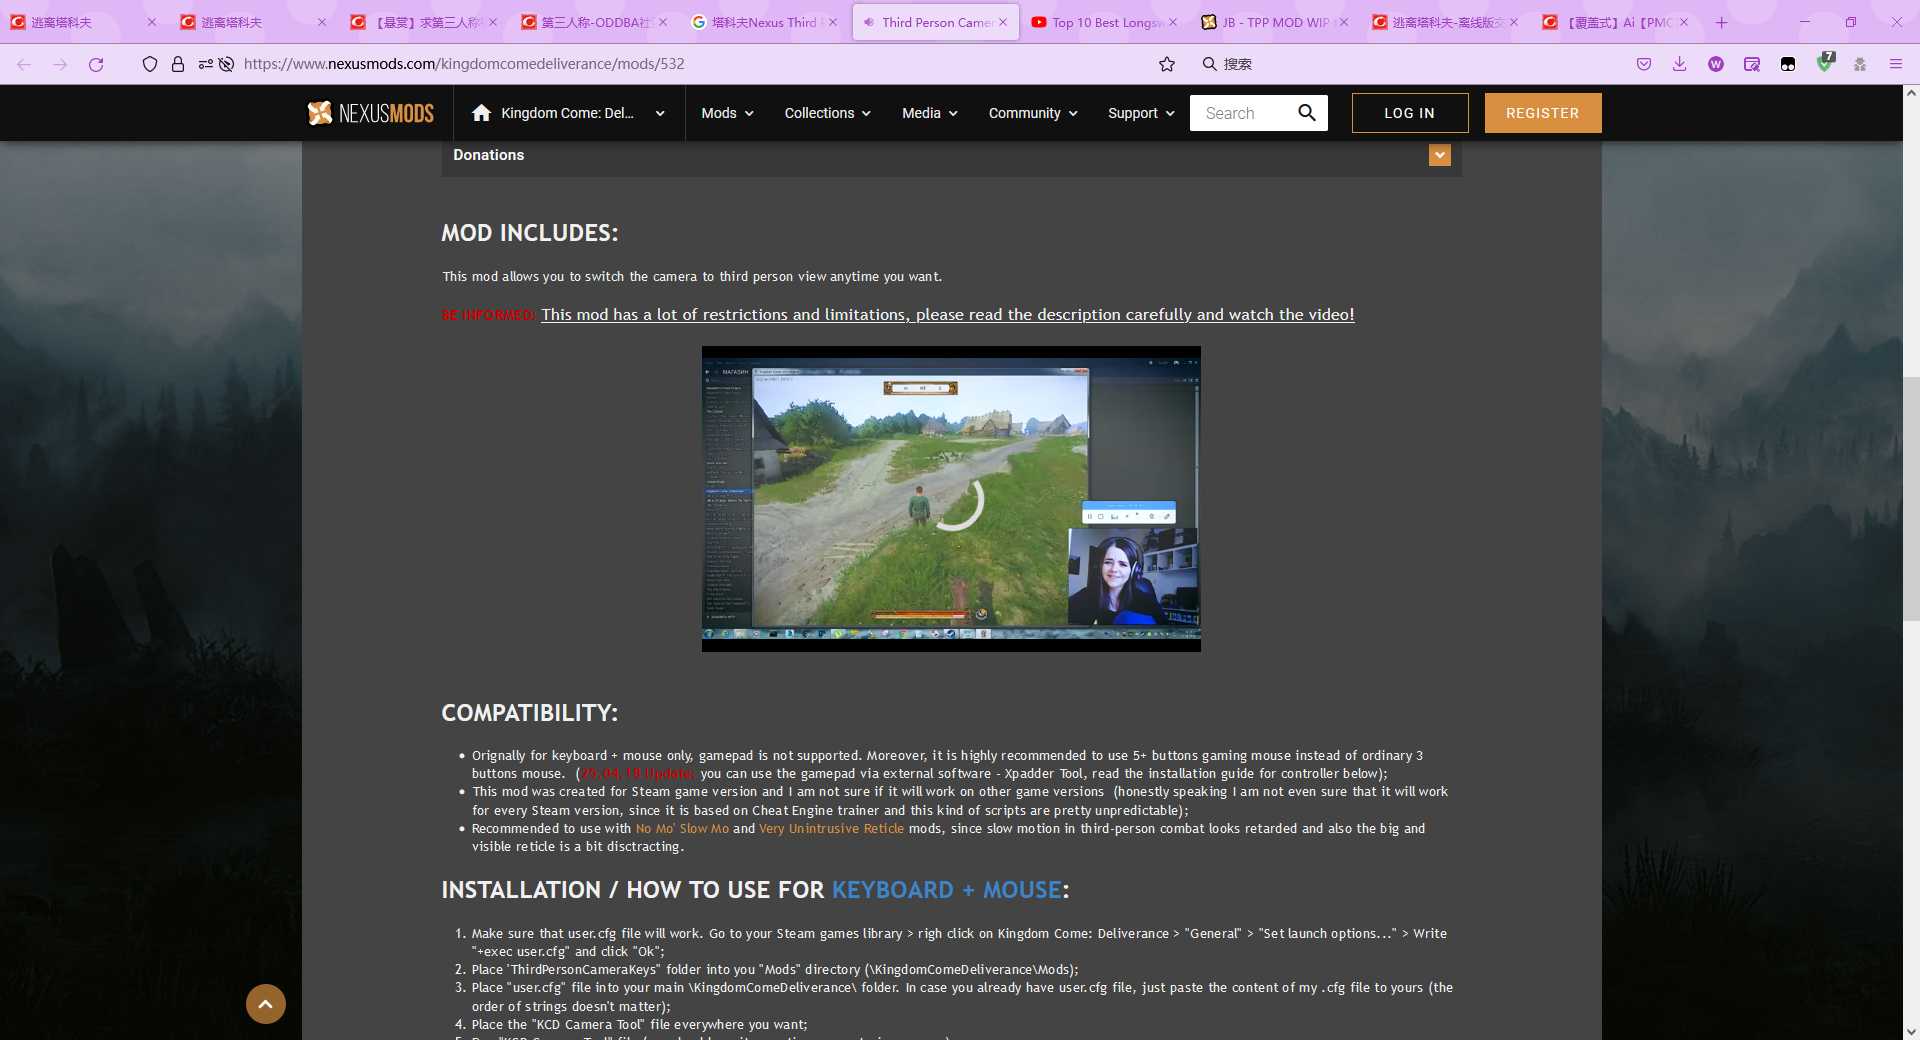 逃离塔科夫
逃离塔科夫
【悬赏】求第三人称
第三人称-ODDBA社
塔科夫Nexus Third
Third Person Camer
Top 10 Best Longsw
JB - TPP MOD WIP
逃离塔科夫-离线版交
【覆盖式】Ai【PMC
https://www.nexusmods.com/kingdomcomedeliverance/mods/532
搜索
7
NEXUSMODS
Kingdom Come: Del...
Mods
Collections
Media
Community
Support
Search
LOG IN
REGISTER
Donations
MOD INCLUDES:
This mod allows you to switch the camera to third person view anytime you want.
BE INFORMED: This mod has a lot of restrictions and limitations, please read the description carefully and watch the video!
МАГАЗИН
COMPATIBILITY:
• Orignally for keyboard + mouse only, gamepad is not supported. Moreover, it is highly recommended to use 5+ buttons gaming mouse instead of ordinary 3
buttons mouse. (25.04.18 Update: you can use the gamepad via external software - Xpadder Tool, read the installation guide for controller below);
• This mod was created for Steam game version and I am not sure if it will work on other game versions (honestly speaking I am not even sure that it will work
for every Steam version, since it is based on Cheat Engine trainer and this kind of scripts are pretty unpredictable);
• Recommended to use with No Mo' Slow Mo and Very Unintrusive Reticle mods, since slow motion in third-person combat looks retarded and also the big and
visible reticle is a bit disctracting.
INSTALLATION / HOW TO USE FOR KEYBOARD + MOUSE:
1. Make sure that user.cfg file will work. Go to your Steam games library > righ click on Kingdom Come: Deliverance > "General" > "Set launch options..." > Write
"+exec user.cfg" and click "Ok";
2. Place 'ThirdPersonCameraKeys" folder into you "Mods" directory (\KingdomComeDeliverance\Mods);
3. Place "user.cfg" file into your main \KingdomComeDeliverance\ folder. In case you already have user.cfg file, just paste the content of my .cfg file to yours (the
order of strings doesn't matter);
4. Place the "KCD Camera Tool" file everywhere you want;